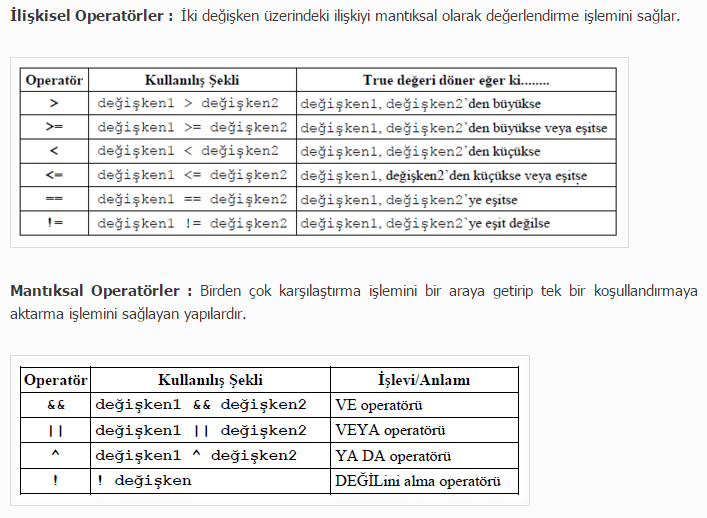 İlişkisel Operatörler : İki değişken üzerindeki ilişkiyi mantıksal olarak değerlendirme işlemini sağlar.
Operatör Kullanılış Şekli True değeri döner eğer ki........
> değişken1 > değişken2 değişken1, değişken2'den büyükse
>= değişken1 >= değişken2 değişken1, değişken2'den büyükse veya eşitse
< değişken1 < değişken2 değişken1, değişken2'den küçükse
<= değişken1 <= değişken2 değişken1, değişken2'den küçükse veya eşitşe
== değişken1 == değişken2 değişken1, değişken2'ye eşitse
!= değişken1 != değişken2 değişken1, değişken2'ye eşit değilse
Mantıksal Operatörler : Birden çok karşılaştırma işlemini bir araya getirip tek bir koşullandırmaya
aktarma işlemini sağlayan yapılardır.
Operatör Kullanılış Şekli İşlevi/Anlamı
&& değişken1 && değişken2 VE operatörü
|| değişken1 || değişken2 VEYA operatörü
^ değişken1 ^ değişken2 YA DA operatörü
! ! değişken DEĞİLini alma operatörü